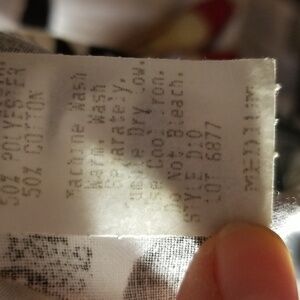 50% POLYESTER
50% COTTON
Machine Wash
Warm. Wash
Separately.
Tumble Dry Low.
Use Cool Iron.
Do Not Bleach.
STYLE D:0
LOT 6877
MEDIUM